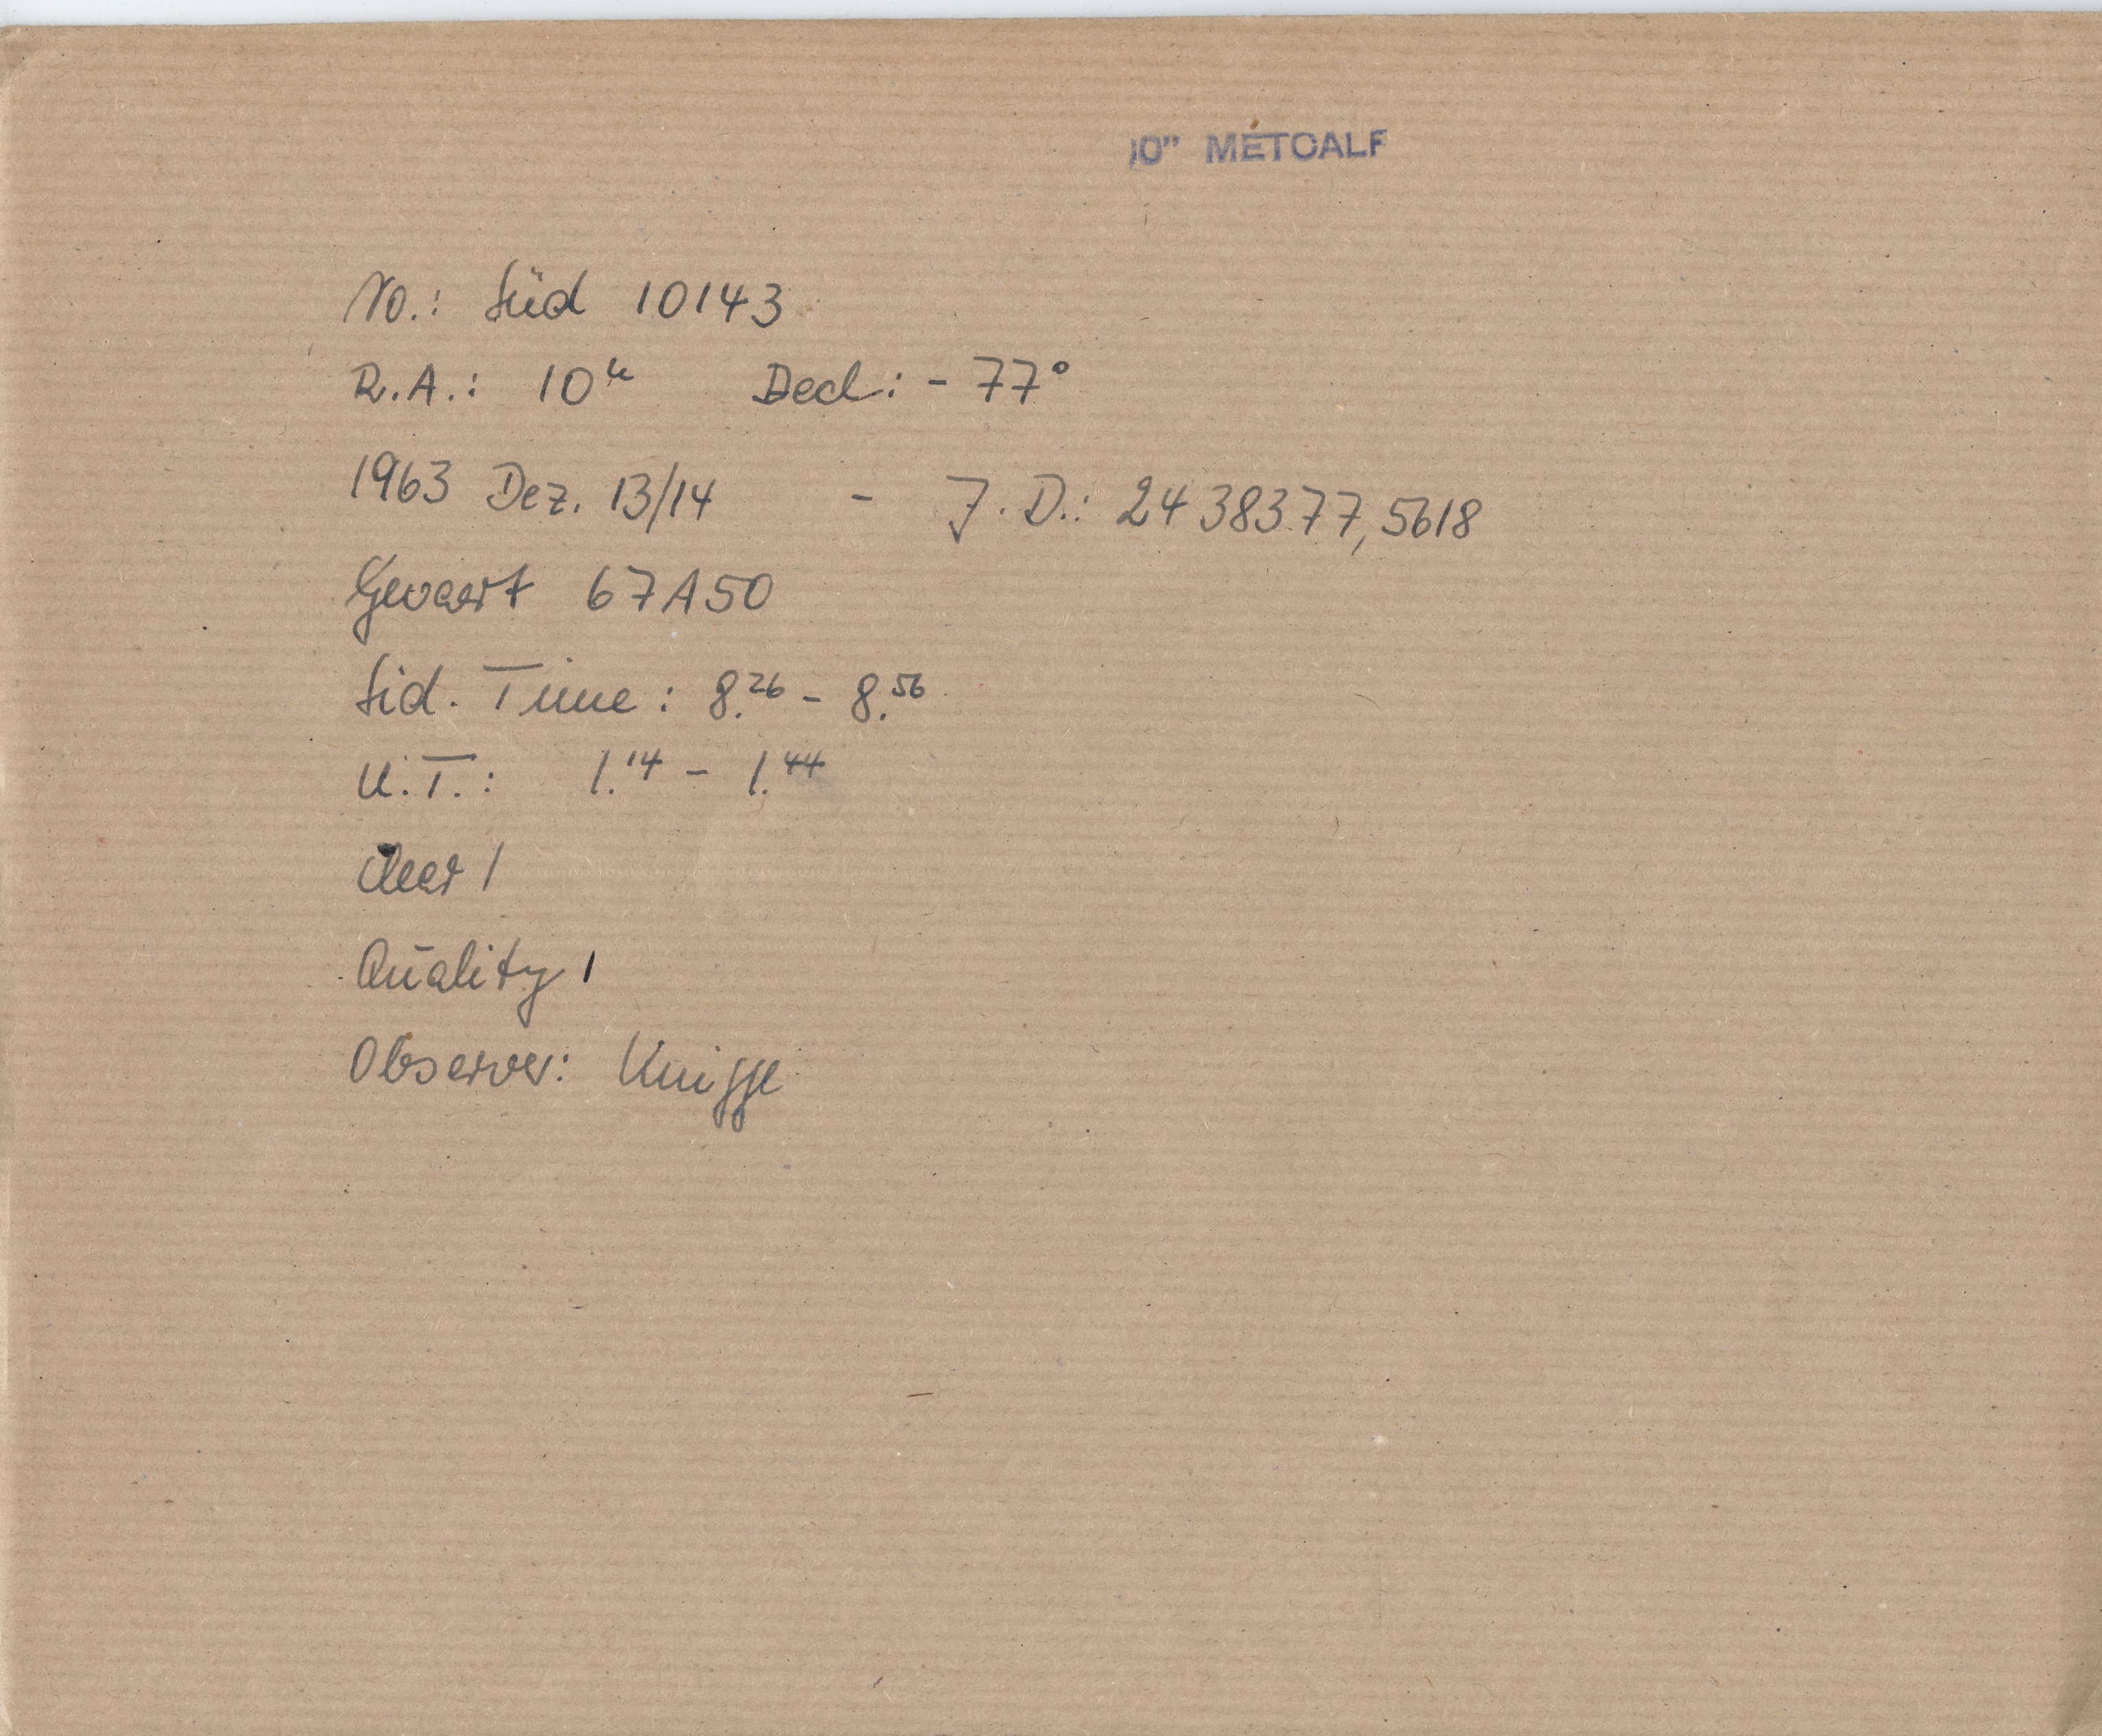 10" METCALF
No.: Süd 10143
R.A.: 10ʰ Decl.: - 77°
1963 Dez. 13/14 - J.D.: 2438377,5618
Gevaert 67A50
Sid. Time: 8.²⁶ - 8.⁵⁶
U.T.: 1.¹⁴ - 1.⁴⁴
Clear 1
Quality 1
Observer: Knigge